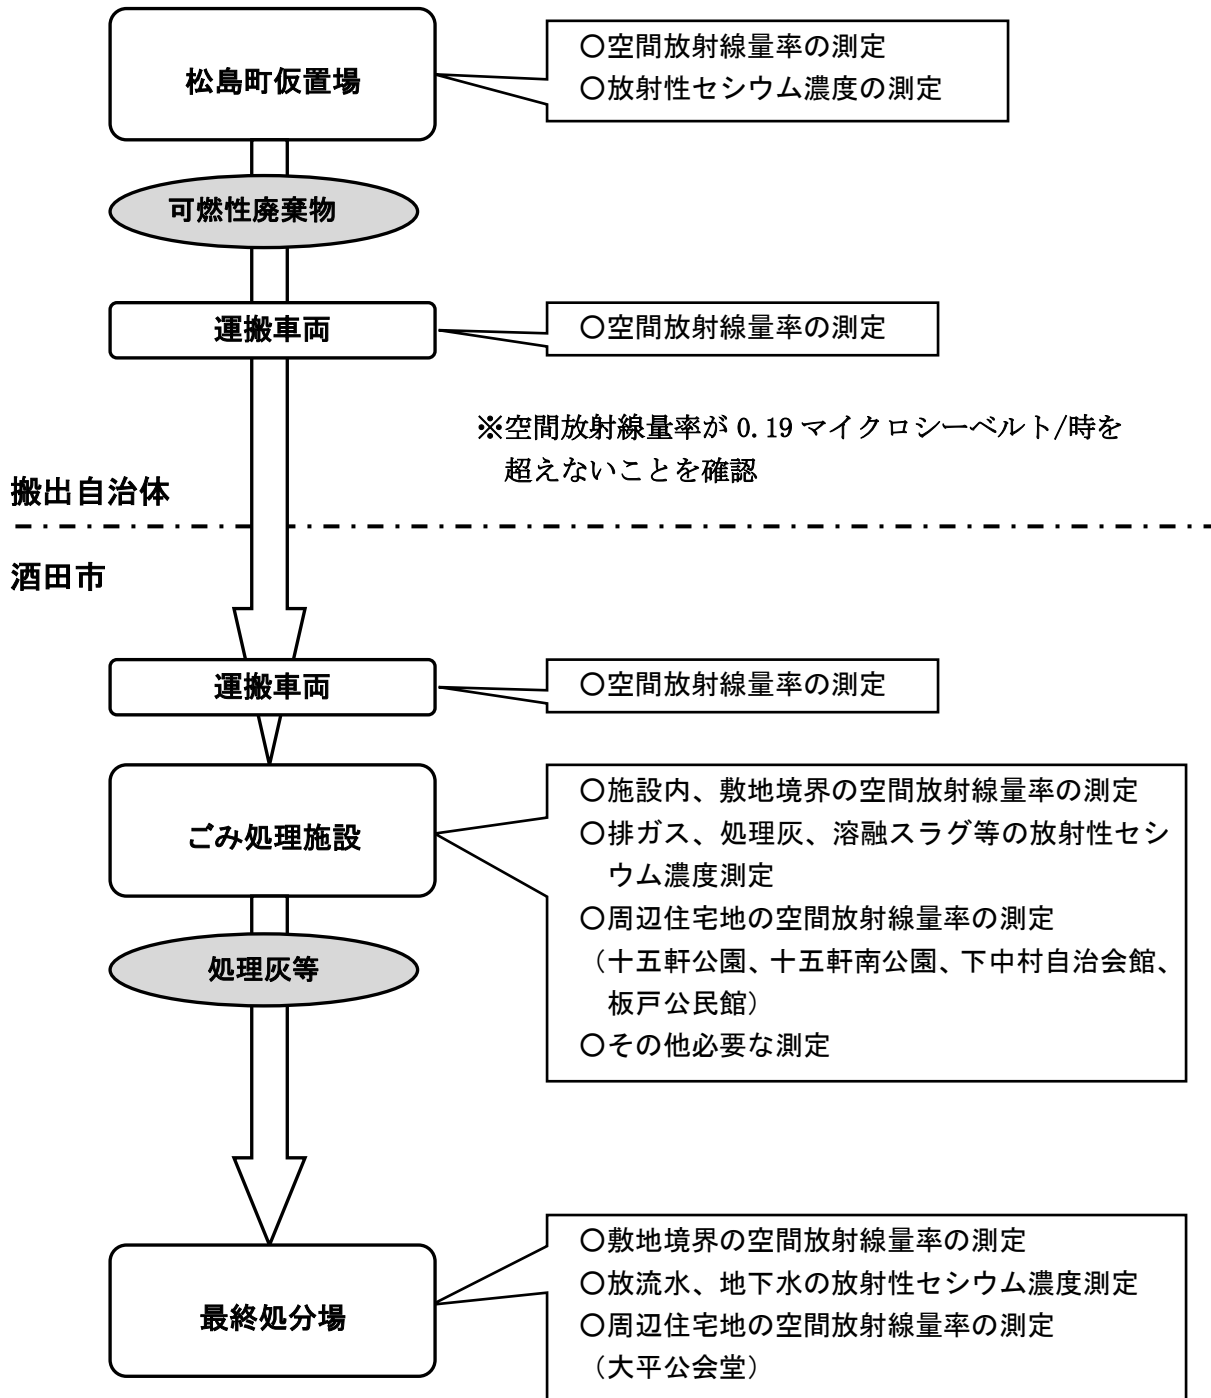 松島町仮置場
〇空間放射線量率の測定
〇放射性セシウム濃度の測定
可燃性廃棄物
運搬車両
〇空間放射線量率の測定
※空間放射線量率が 0.19 マイクロシーベルト/時を
超えないことを確認
搬出自治体
酒田市
運搬車両
〇空間放射線量率の測定
ごみ処理施設
〇施設内、敷地境界の空間放射線量率の測定
〇排ガス、処理灰、溶融スラグ等の放射性セシ
ウム濃度測定
〇周辺住宅地の空間放射線量率の測定
（十五軒公園、十五軒南公園、下中村自治会館、
板戸公民館）
〇その他必要な測定
処理灰等
最終処分場
〇敷地境界の空間放射線量率の測定
〇放流水、地下水の放射性セシウム濃度測定
〇周辺住宅地の空間放射線量率の測定
（大平公会堂）